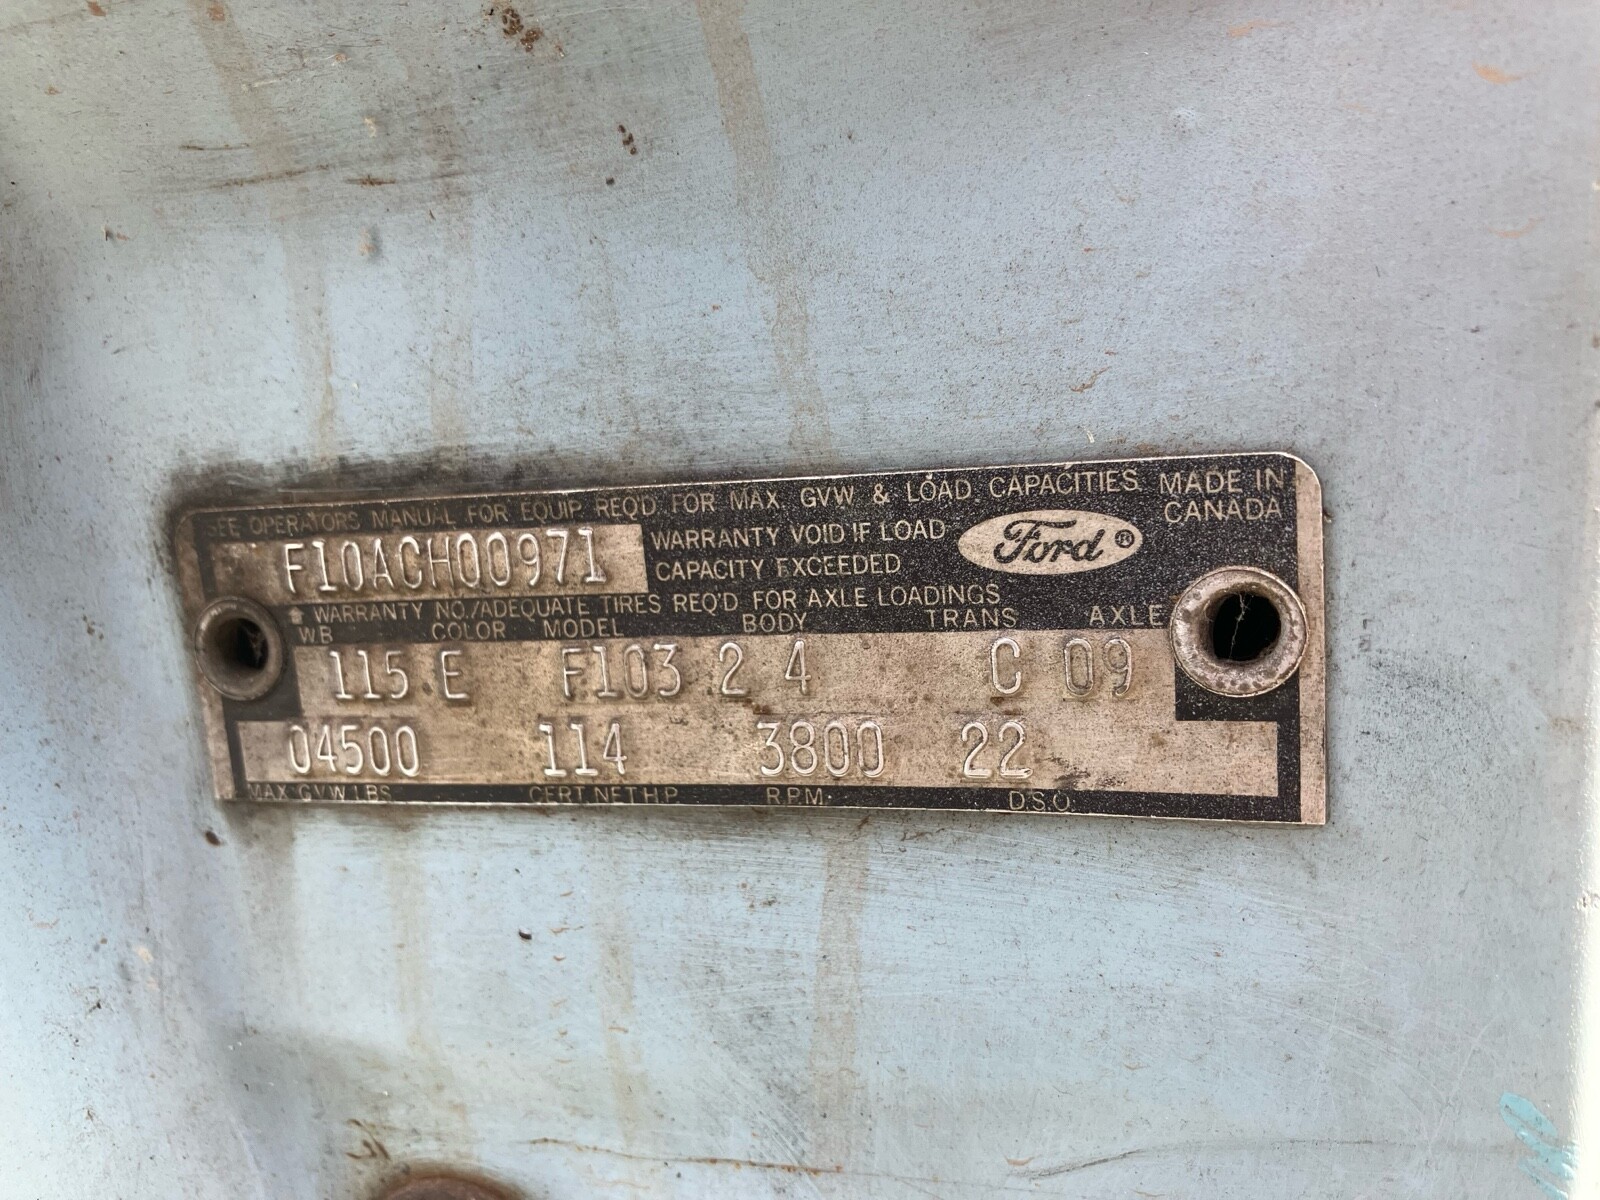 SEE OPERATORS MANUAL FOR EQUIP REQ'D FOR MAX. GVW & LOAD CAPACITIES MADE IN CANADA
F10ACH00971 WARRANTY VOID IF LOAD CAPACITY EXCEEDED Ford®
WARRANTY NO./ADEQUATE TIRES REQ'D FOR AXLE LOADINGS
W.B COLOR MODEL BODY TRANS AXLE
115 E F103 2 4 C 09
04500 114 3800 22
MAX. G.V.W. LBS. CERT. NET H.P. R.P.M. D.S.O.